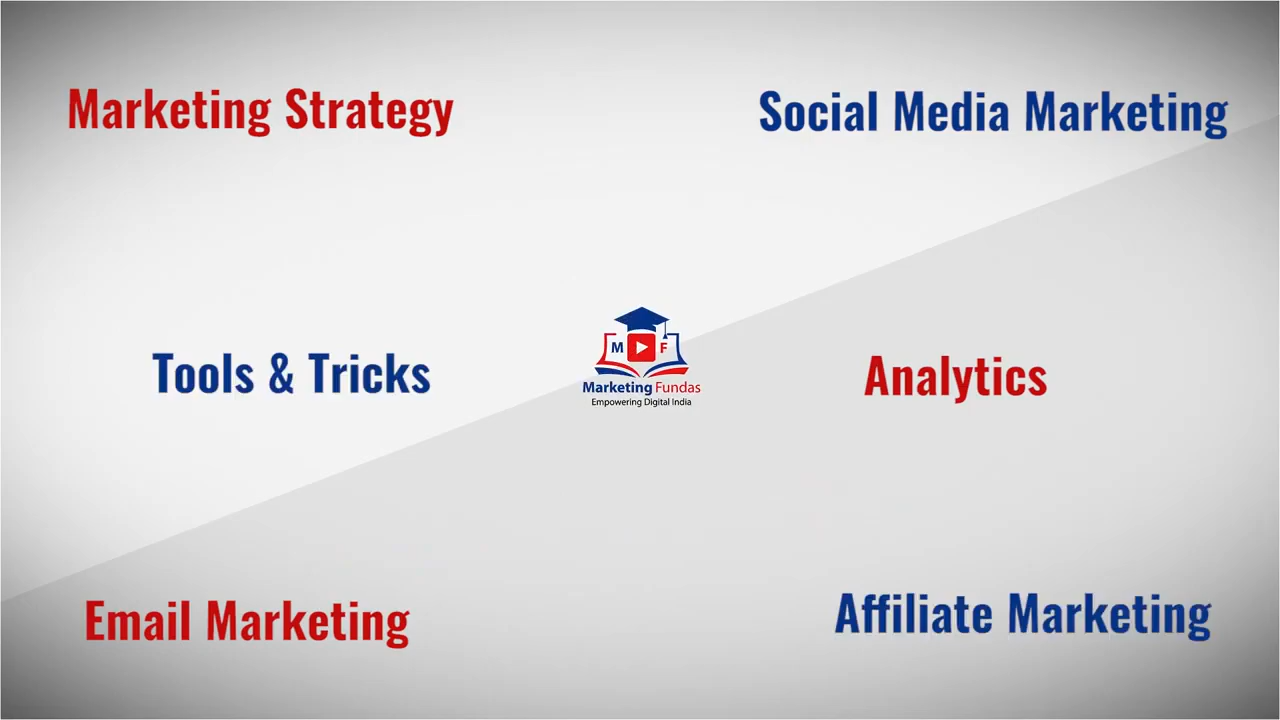 Marketing Strategy
Social Media Marketing
M F
Marketing Fundas
Empowering Digital India
Tools & Tricks
Analytics
Email Marketing
Affiliate Marketing